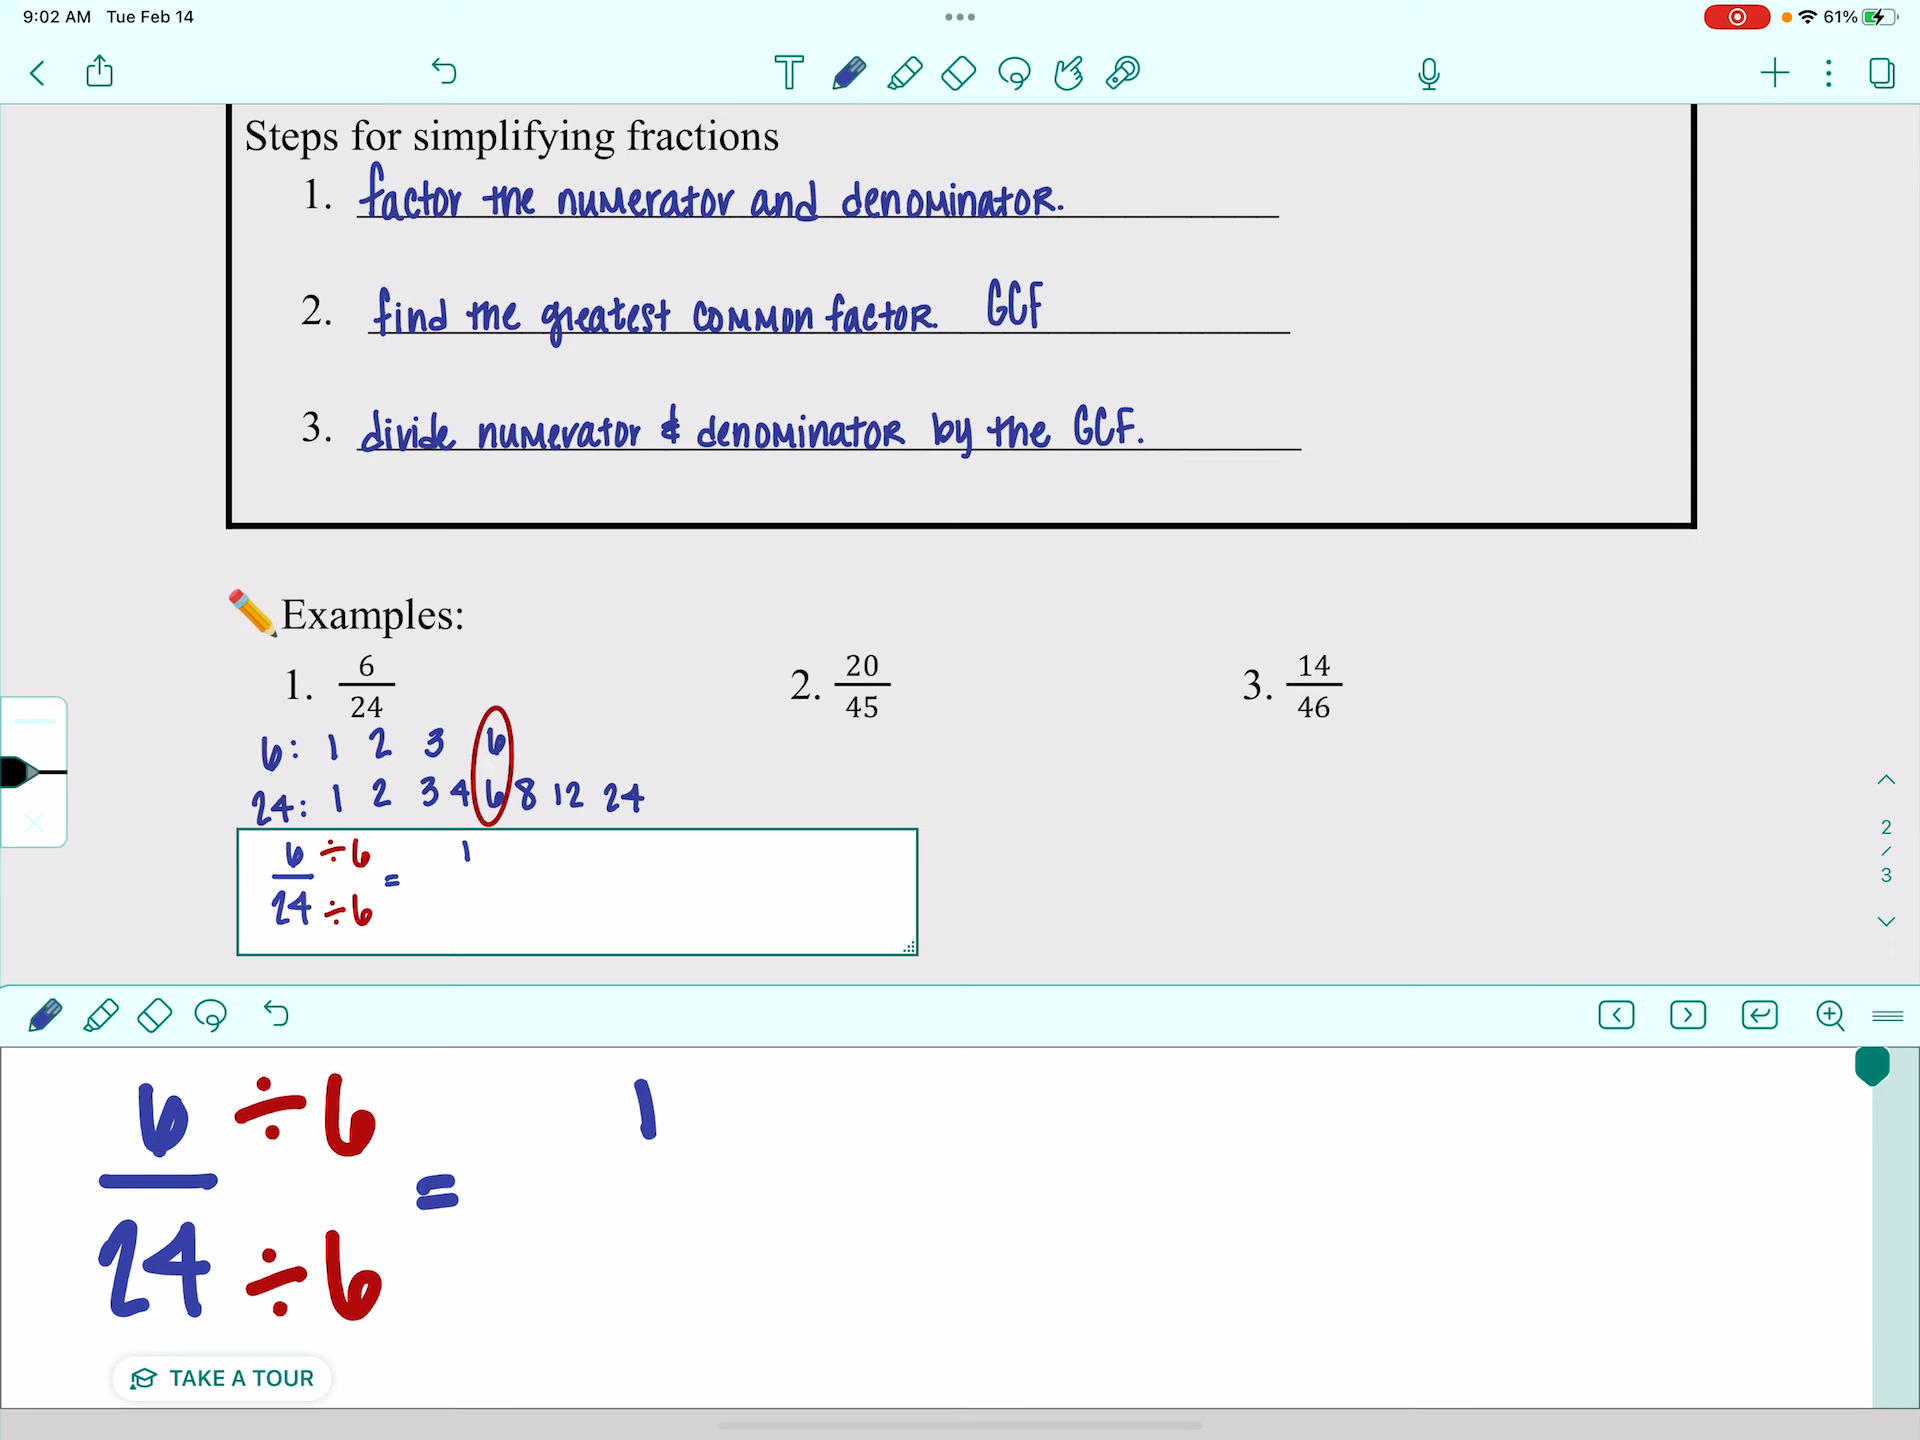 9:02 AM Tue Feb 14
61%
T
Steps for simplifying fractions
1. factor the numerator and denominator.
2. find the greatest common factor. GCF
3. divide numerator & denominator by the GCF.
Examples:
1. 6/24 2. 20/45 3. 14/46
6: 1 2 3 6
24: 1 2 3 4 6 8 12 24
6 ÷6 1
=
24 ÷6
2
/
3
6 ÷6 1
=
24 ÷6
TAKE A TOUR